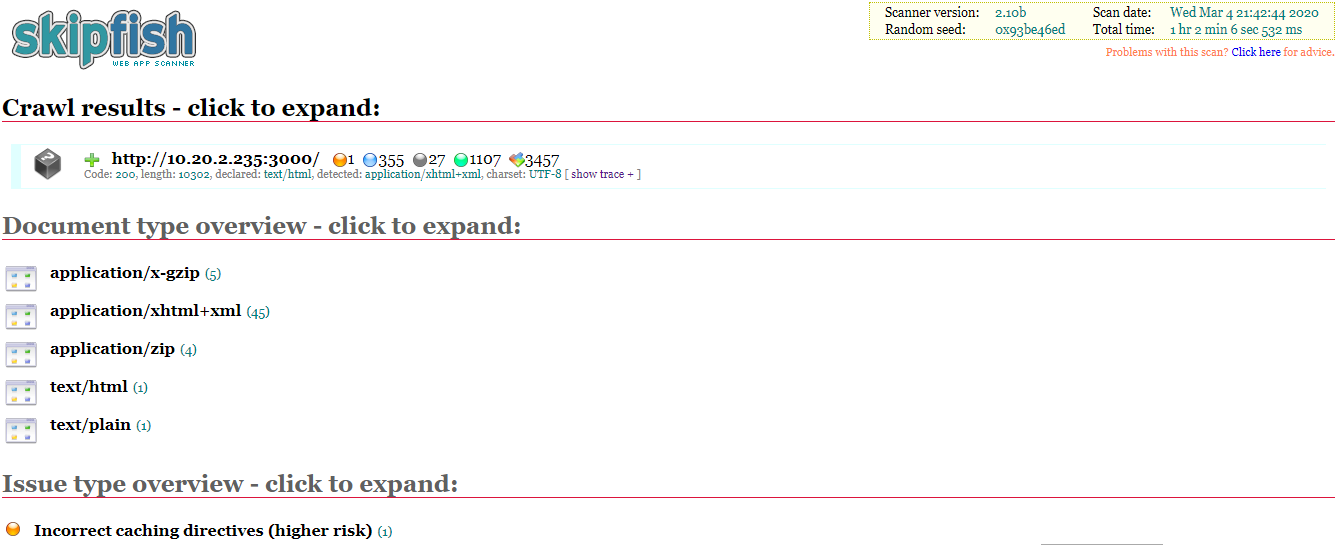 skipfish
WEB APP SCANNER
Scanner version: 2.10b Scan date: Wed Mar 4 21:42:44 2020
Random seed: 0x93be46ed Total time: 1 hr 2 min 6 sec 532 ms
Problems with this scan? Click here for advice.
Crawl results - click to expand:
http://10.20.2.235:3000/ 1 355 27 1107 3457
Code: 200, length: 10302, declared: text/html, detected: application/xhtml+xml, charset: UTF-8 [ show trace + ]
Document type overview - click to expand:
application/x-gzip (5)
application/xhtml+xml (45)
application/zip (4)
text/html (1)
text/plain (1)
Issue type overview - click to expand:
Incorrect caching directives (higher risk) (1)